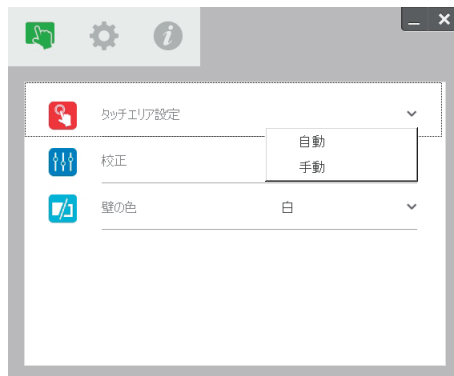 タッチエリア設定
自動
手動
校正
壁の色 白